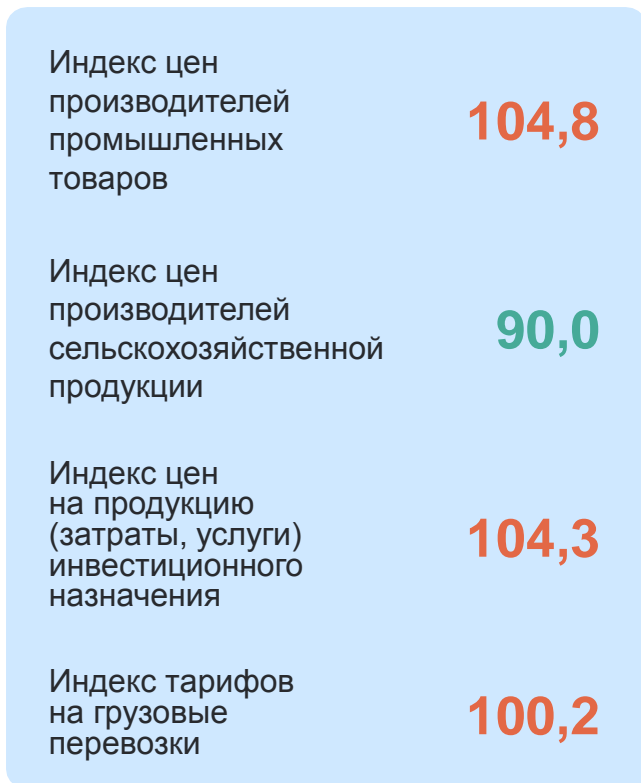 Индекс цен
производителей
промышленных
товаров
104,8
Индекс цен
производителей
сельскохозяйственной
продукции
90,0
Индекс цен
на продукцию
(затраты, услуги)
инвестиционного
назначения
104,3
Индекс тарифов
на грузовые
перевозки
100,2